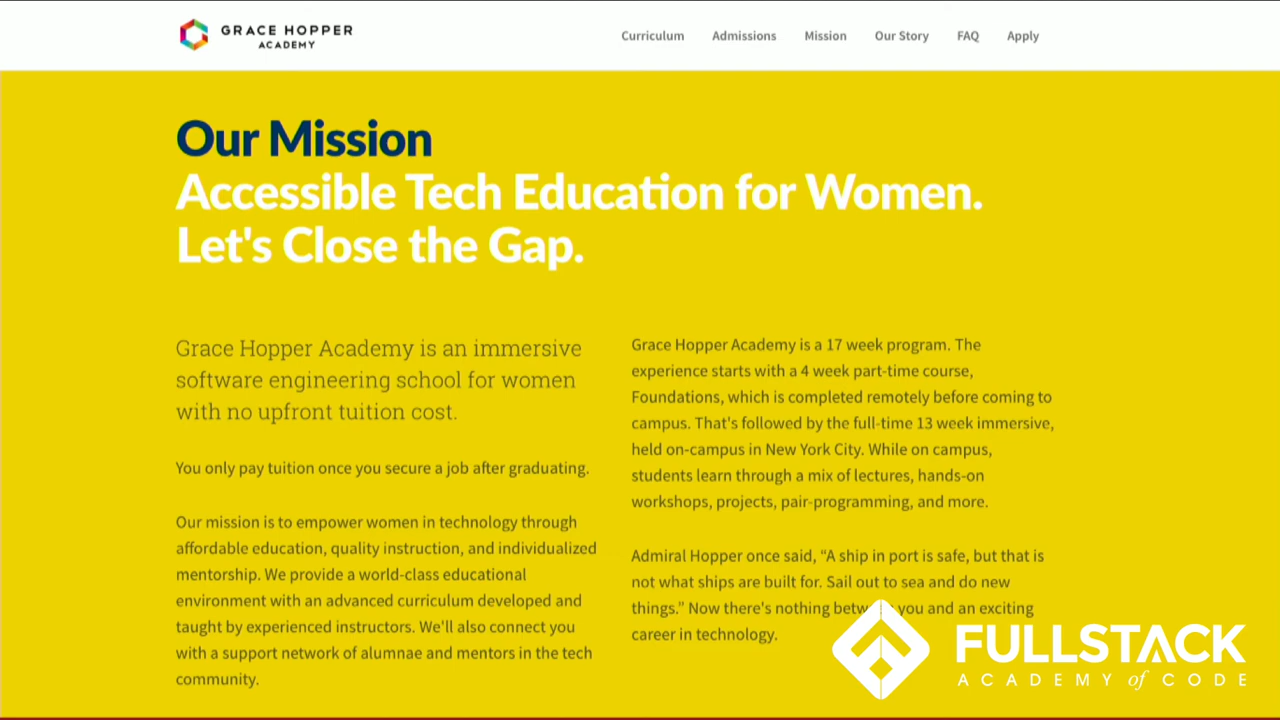 GRACE HOPPER
ACADEMY
Curriculum Admissions Mission Our Story FAQ Apply
Our Mission
Accessible Tech Education for Women.
Let's Close the Gap.
Grace Hopper Academy is an immersive
software engineering school for women
with no upfront tuition cost.
You only pay tuition once you secure a job after graduating.
Our mission is to empower women in technology through
affordable education, quality instruction, and individualized
mentorship. We provide a world-class educational
environment with an advanced curriculum developed and
taught by experienced instructors. We'll also connect you
with a support network of alumnae and mentors in the tech
community.
Grace Hopper Academy is a 17 week program. The
experience starts with a 4 week part-time course,
Foundations, which is completed remotely before coming to
campus. That's followed by the full-time 13 week immersive,
held on-campus in New York City. While on campus,
students learn through a mix of lectures, hands-on
workshops, projects, pair-programming, and more.
Admiral Hopper once said, “A ship in port is safe, but that is
not what ships are built for. Sail out to sea and do new
things.” Now there's nothing you and an exciting
career in technology.
FULLSTACK
ACADEMY of CODE